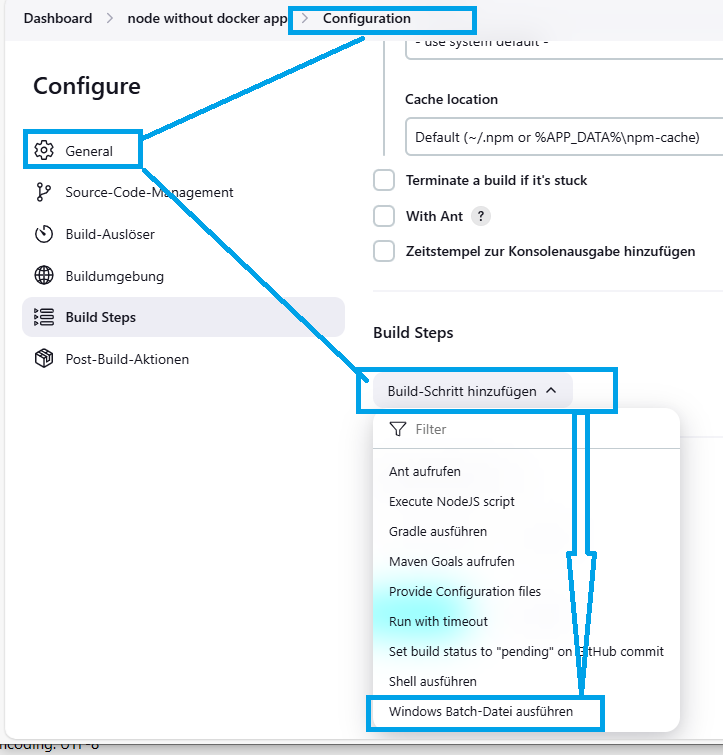 Dashboard > node without docker app > Configuration
Configure
General
Source-Code-Management
Build-Auslöser
Buildumgebung
Build Steps
Post-Build-Aktionen
- use system default -
Cache location
Default (~/.npm or %APP_DATA%\npm-cache)
Terminate a build if it's stuck
With Ant ?
Zeitstempel zur Konsolenausgabe hinzufügen
Build Steps
Build-Schritt hinzufügen
Filter
Ant aufrufen
Execute NodeJS script
Gradle ausführen
Maven Goals aufrufen
Provide Configuration files
Run with timeout
Set build status to "pending" on GitHub commit
Shell ausführen
Windows Batch-Datei ausführen
ncoding: UTF-8